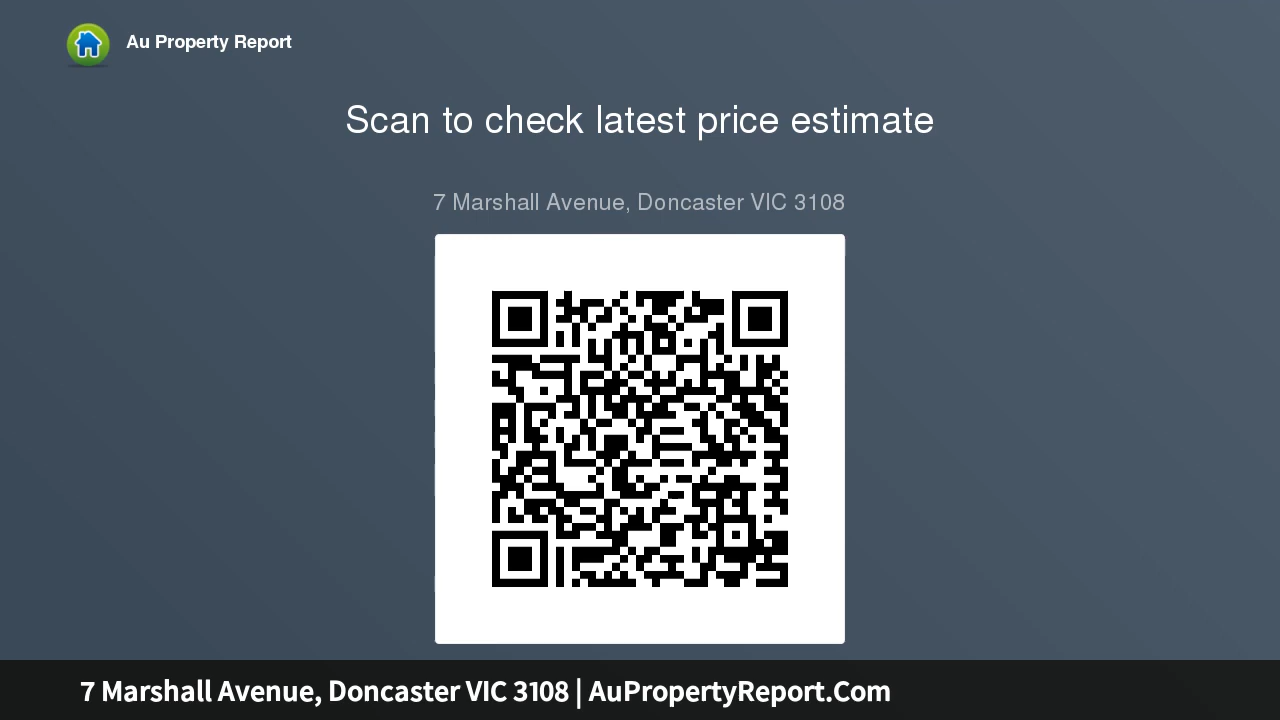 Au Property Report
Scan to check latest price estimate
7 Marshall Avenue, Doncaster VIC 3108
7 Marshall Avenue, Doncaster VIC 3108 | AuPropertyReport.Com